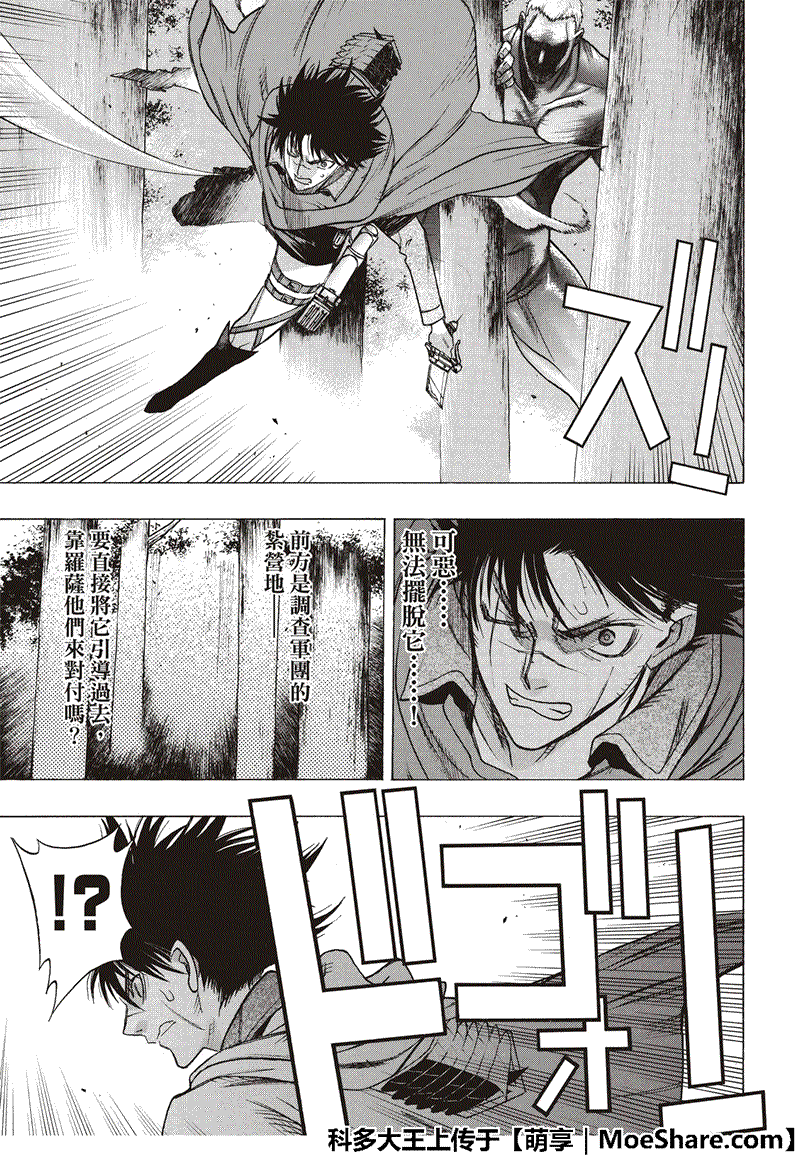 ズン
可惡……
無法擺脫它……！
前方是調查軍團的
紮營地——
要直接將它引導過去，
靠羅薩他們來對付嗎？
ドゴォッ
!?
科多大王上传于【萌享｜MoeShare.com】